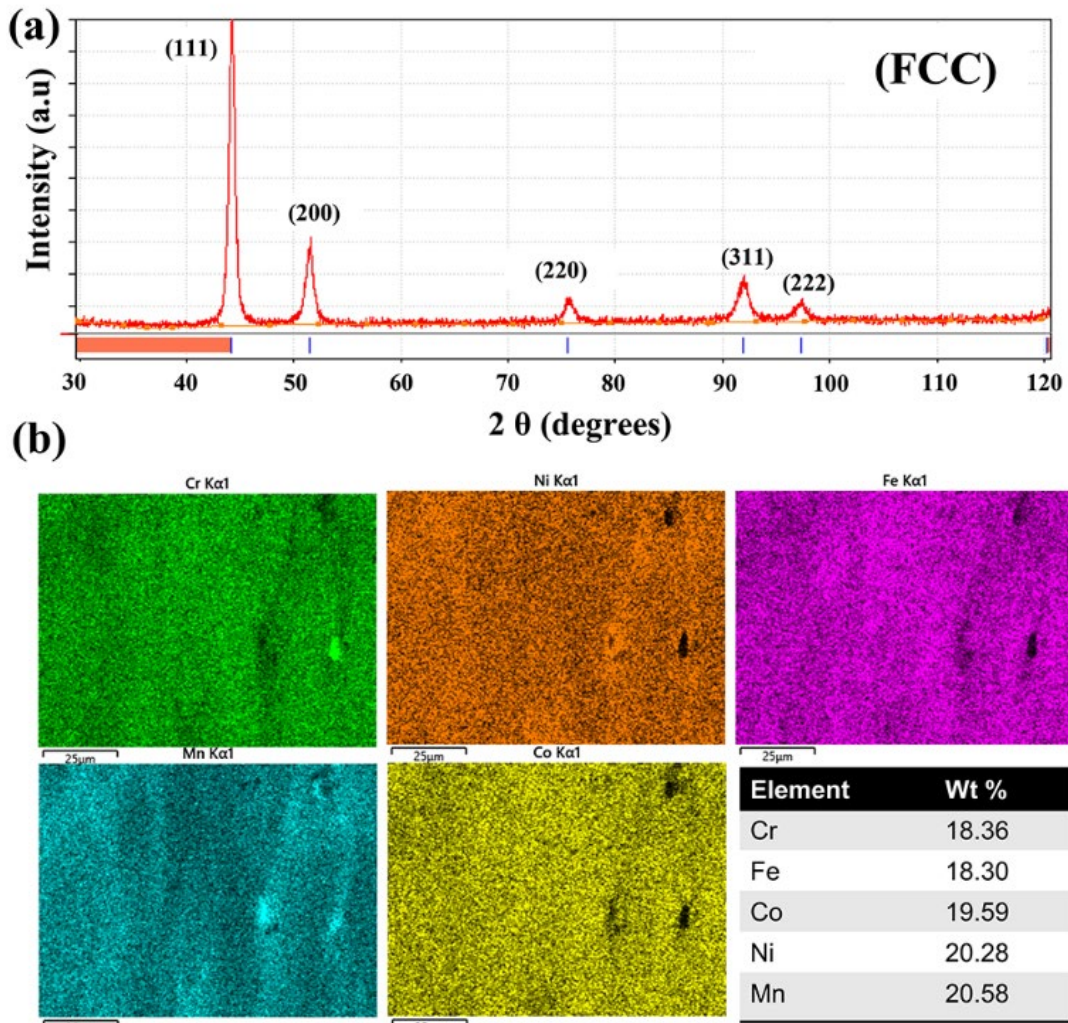 (a)
(111)
(FCC)
(200)
(220)
(311)
(222)
Intensity (a.u)
30 40 50 60 70 80 90 100 110 120
2 θ (degrees)
(b)
Cr Kα1
Ni Kα1
Fe Kα1
25μm
25μm
25μm
Mn Kα1
Co Kα1
Element Wt %
Cr 18.36
Fe 18.30
Co 19.59
Ni 20.28
Mn 20.58